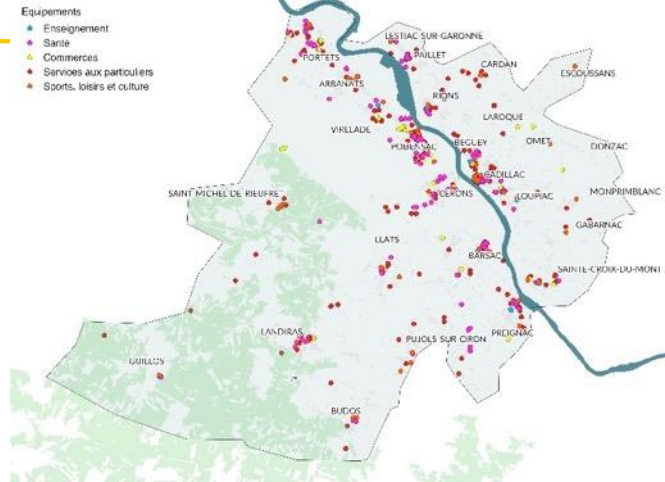 Equipements
Enseignement
Santé
Commerces
Services aux particuliers
Sports, loisirs et culture
LESTIAC-SUR-GARONNE
PORTETS
PAILLET
CARDAN
ESCOUSSANS
ARBANATS
RIONS
LAROQUE
VIRELADE
BEGUEY
OMET
DONZAC
PODENSAC
CADILLAC
SAINT-MICHEL-DE-RIEUFRET
LOUPIAC
MONPRIMBLANC
CERONS
GABARNAC
ILLATS
BARSAC
SAINTE-CROIX-DU-MONT
LANDIRAS
PUJOLS-SUR-CIRON
PREIGNAC
GUILLOS
BUDOS